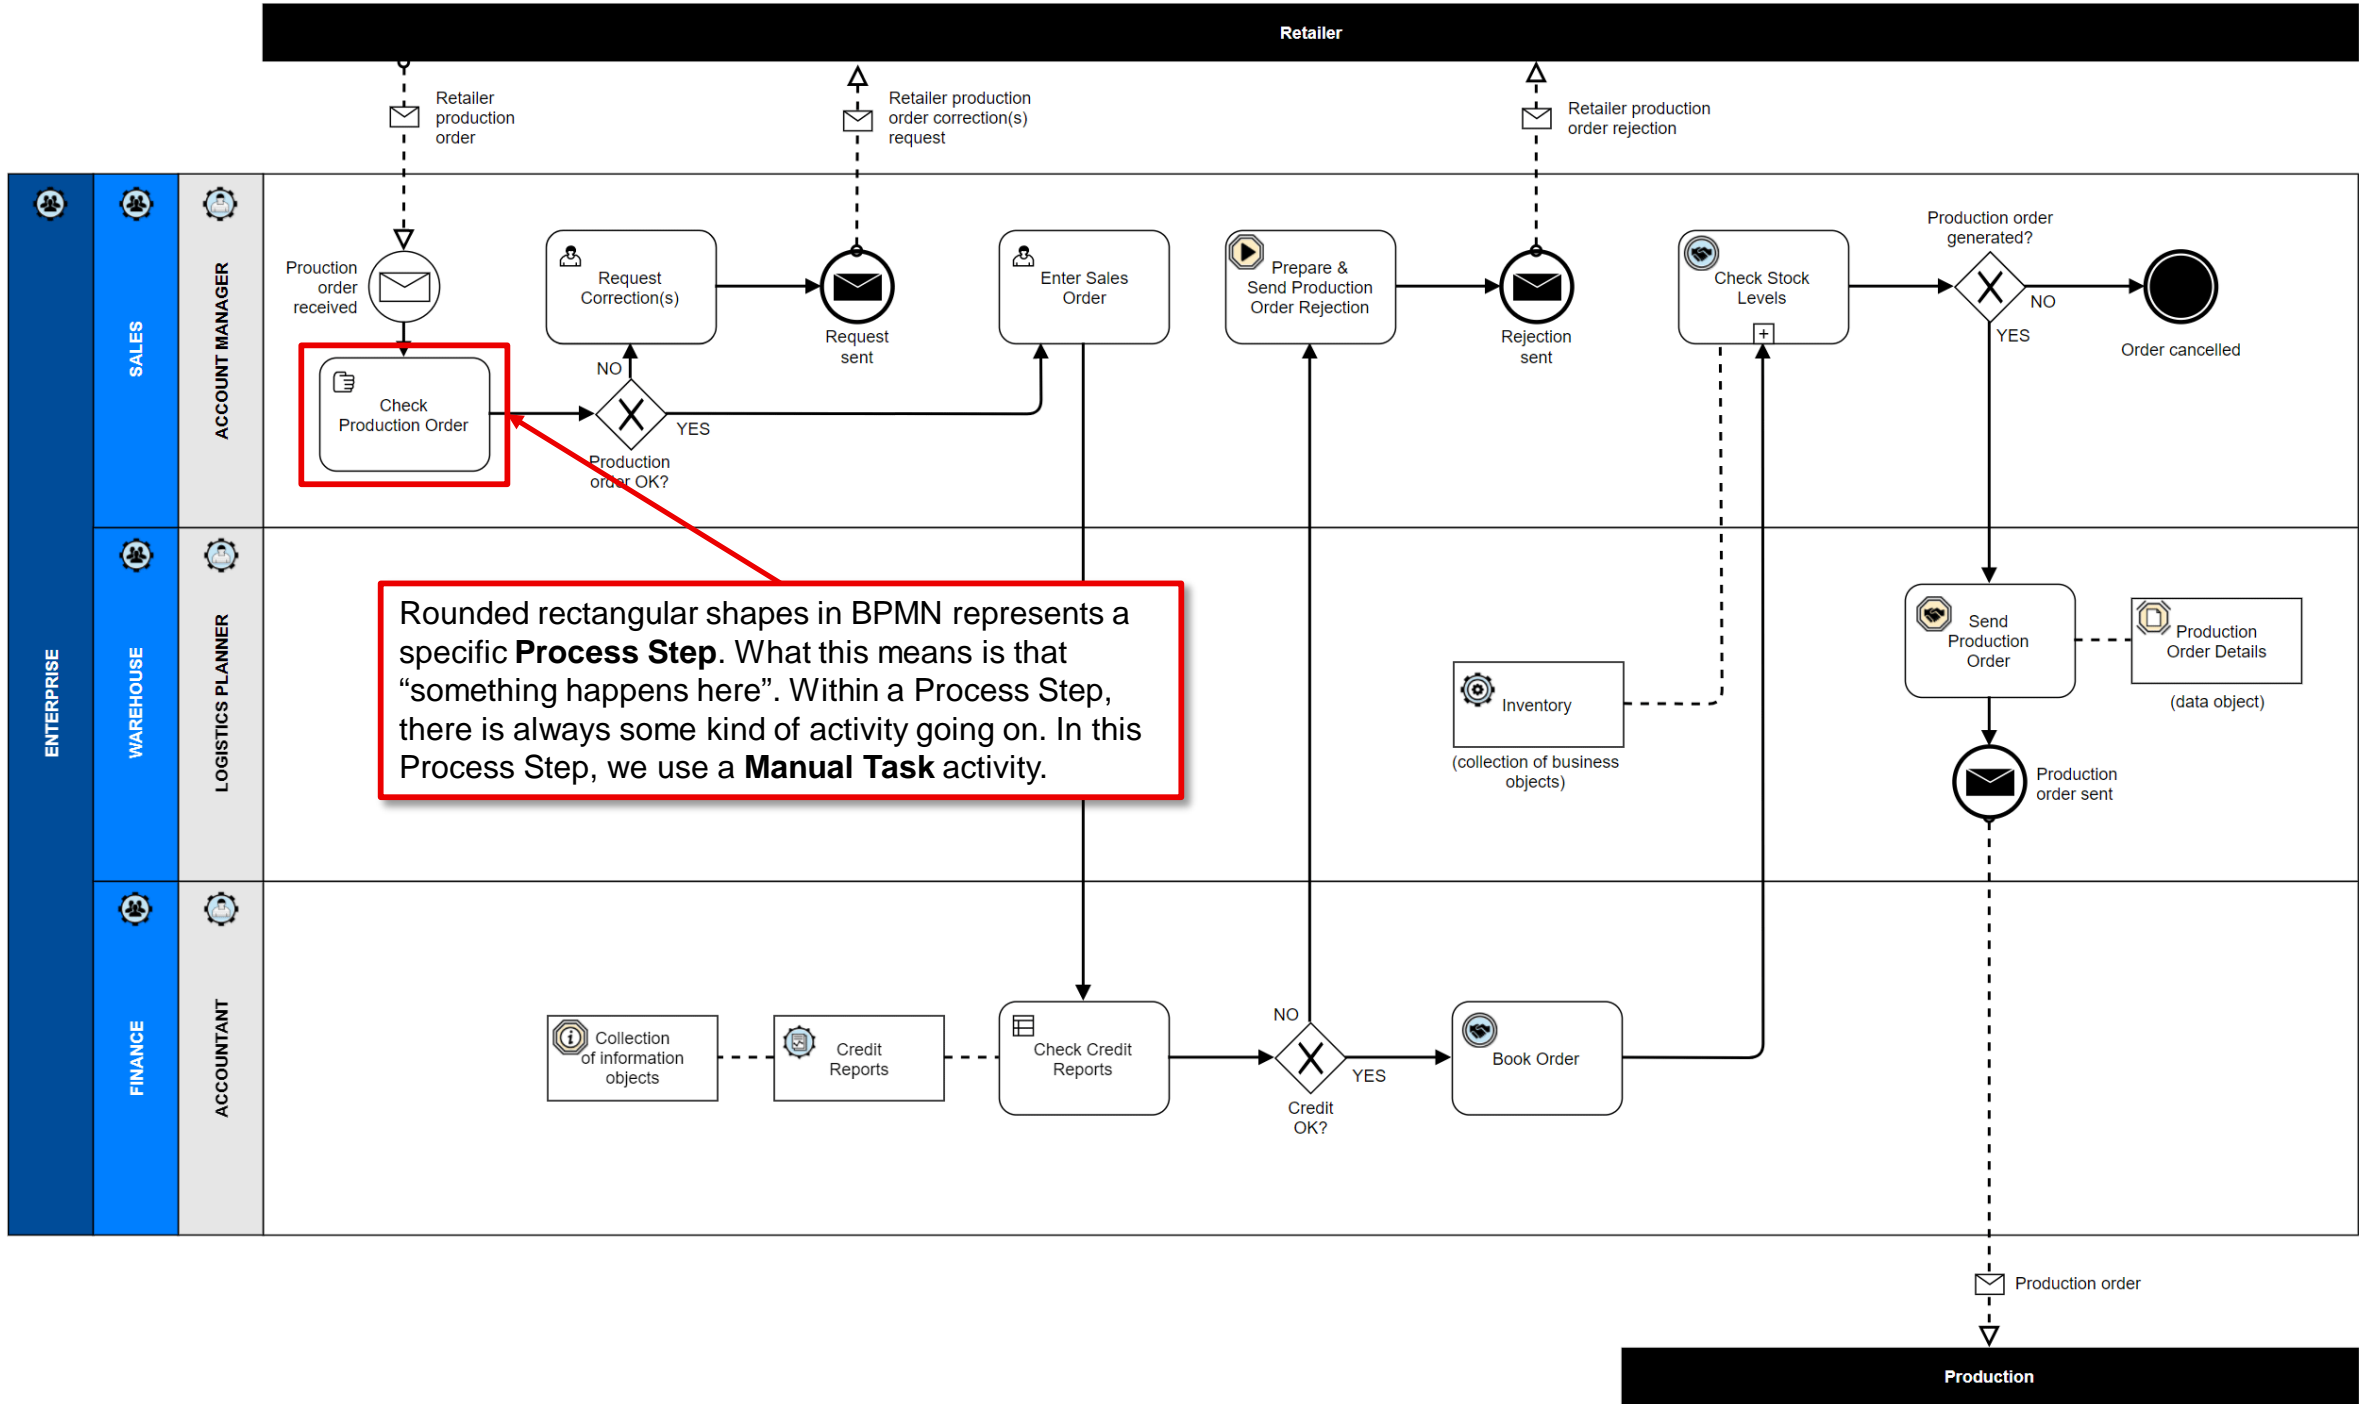 Retailer
Retailer
production
order
Retailer production
order correction(s)
request
Retailer production
order rejection
ENTERPRISE
SALES
ACCOUNT MANAGER
Prouction
order
received
Check
Production Order
Request
Correction(s)
NO
YES
Production
order OK?
Request
sent
Enter Sales
Order
Prepare &
Send Production
Order Rejection
Rejection
sent
Check Stock
Levels
Production order
generated?
NO
YES
Order cancelled
WAREHOUSE
LOGISTICS PLANNER
Rounded rectangular shapes in BPMN represents a
specific Process Step. What this means is that
“something happens here”. Within a Process Step,
there is always some kind of activity going on. In this
Process Step, we use a Manual Task activity.
Inventory
(collection of business
objects)
Send
Production
Order
Production
Order Details
(data object)
Production
order sent
FINANCE
ACCOUNTANT
Collection
of information
objects
Credit
Reports
Check Credit
Reports
NO
YES
Credit
OK?
Book Order
Production order
Production